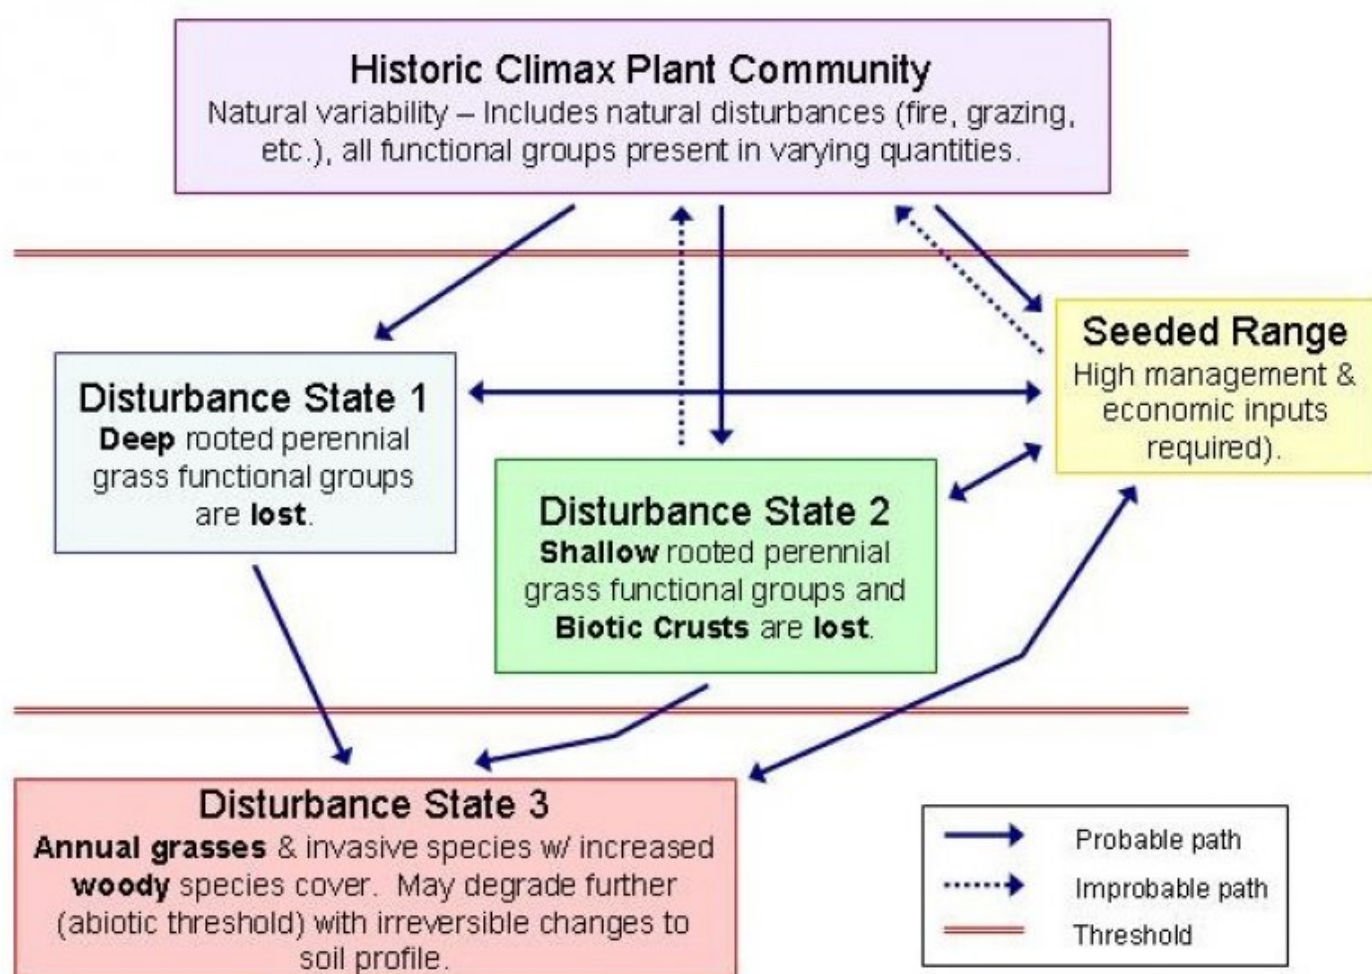 Historic Climax Plant Community
Natural variability – Includes natural disturbances (fire, grazing,
etc.), all functional groups present in varying quantities.
Seeded Range
High management &
economic inputs
required).
Disturbance State 1
Deep rooted perennial
grass functional groups
are lost.
Disturbance State 2
Shallow rooted perennial
grass functional groups and
Biotic Crusts are lost.
Disturbance State 3
Annual grasses & invasive species w/ increased
woody species cover. May degrade further
(abiotic threshold) with irreversible changes to
soil profile.
Probable path
Improbable path
Threshold